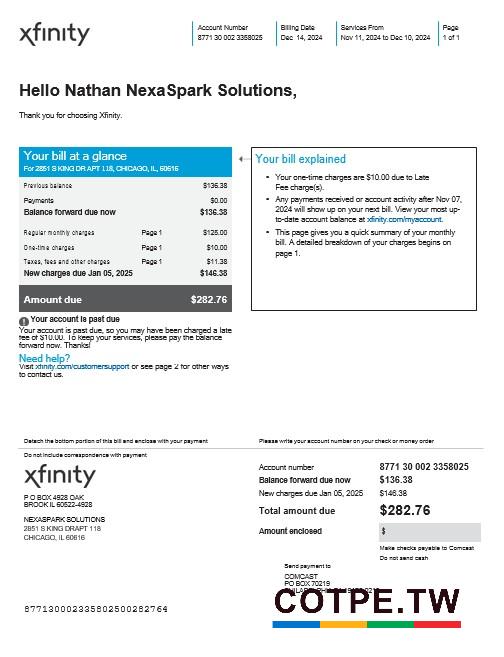 xfinity
Account Number
8771 30 002 3358025
Billing Date
Dec 14, 2024
Services From
Nov 11, 2024 to Dec 10, 2024
Page
1 of 1
Hello Nathan NexaSpark Solutions,
Thank you for choosing Xfinity.
Your bill at a glance
For 2851 S KING DR APT 118, CHICAGO, IL, 60616
Previous balance $136.38
Payments $0.00
Balance forward due now $136.38
Regular monthly charges Page 1 $125.00
One-time charges Page 1 $10.00
Taxes, fees and other charges Page 1 $11.38
New charges due Jan 05, 2025 $146.38
Amount due $282.76
Your account is past due
Your account is past due, so you may have been charged a late
fee of $10.00. To keep your services, please pay the balance
forward now. Thanks!
Need help?
Visit xfinity.com/customersupport or see page 2 for other ways
to contact us.
Your bill explained
• Your one-time charges are $10.00 due to Late
Fee charge(s).
• Any payments received or account activity after Nov 07,
2024 will show up on your next bill. View your most up-
to-date account balance at xfinity.com/myaccount.
• This page gives you a quick summary of your monthly
bill. A detailed breakdown of your charges begins on
page 1.
Detach the bottom portion of this bill and enclose with your payment
Please write your account number on your check or money order
Do not include correspondence with payment
xfinity
P O BOX 4928 OAK
BROOK IL 60522-4928
NEXASPARK SOLUTIONS
2851 S KING DRAPT 118
CHICAGO, IL 60616
Account number 8771 30 002 3358025
Balance forward due now $136.38
New charges due Jan 05, 2025 $146.38
Total amount due $282.76
Amount enclosed $
Make checks payable to Comcast
Do not send cash
Send payment to
COMCAST
PO BOX 70219
COTPE.TW
8771300023358025 00282764